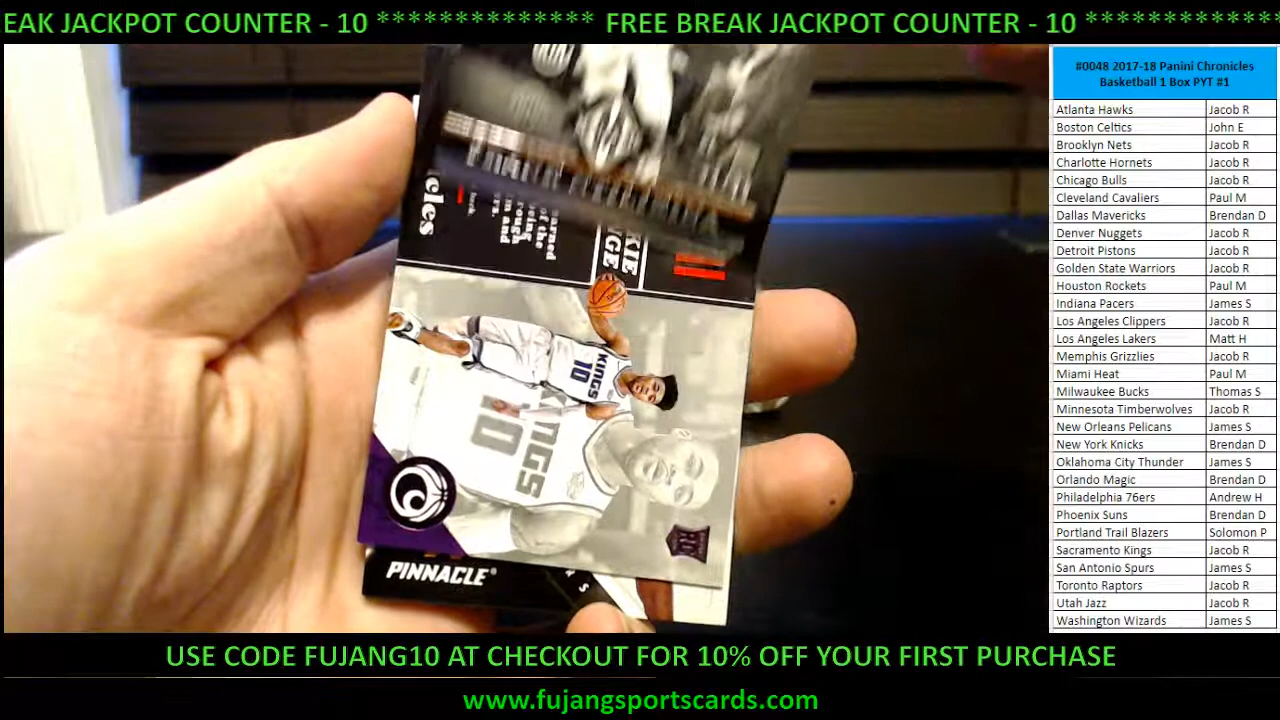 EAK JACKPOT COUNTER - 10 ************** FREE BREAK JACKPOT COUNTER - 10 *************
#0048 2017-18 Panini Chronicles
Basketball 1 Box PYT #1
Atlanta Hawks Jacob R
Boston Celtics John E
Brooklyn Nets Jacob R
Charlotte Hornets Jacob R
Chicago Bulls Jacob R
Cleveland Cavaliers Paul M
Dallas Mavericks Brendan D
Denver Nuggets Jacob R
Detroit Pistons Jacob R
Golden State Warriors Jacob R
Houston Rockets Paul M
Indiana Pacers James S
Los Angeles Clippers Jacob R
Los Angeles Lakers Matt H
Memphis Grizzlies Jacob R
Miami Heat Paul M
Milwaukee Bucks Thomas S
Minnesota Timberwolves Jacob R
New Orleans Pelicans James S
New York Knicks Brendan D
Oklahoma City Thunder James S
Orlando Magic Brendan D
Philadelphia 76ers Andrew H
Phoenix Suns Brendan D
Portland Trail Blazers Solomon P
Sacramento Kings Jacob R
San Antonio Spurs James S
Toronto Raptors Jacob R
Utah Jazz Jacob R
Washington Wizards James S
KINGS
10
KINGS
10
PINNACLE
USE CODE FUJANG10 AT CHECKOUT FOR 10% OFF YOUR FIRST PURCHASE
www.fujangsportscards.com